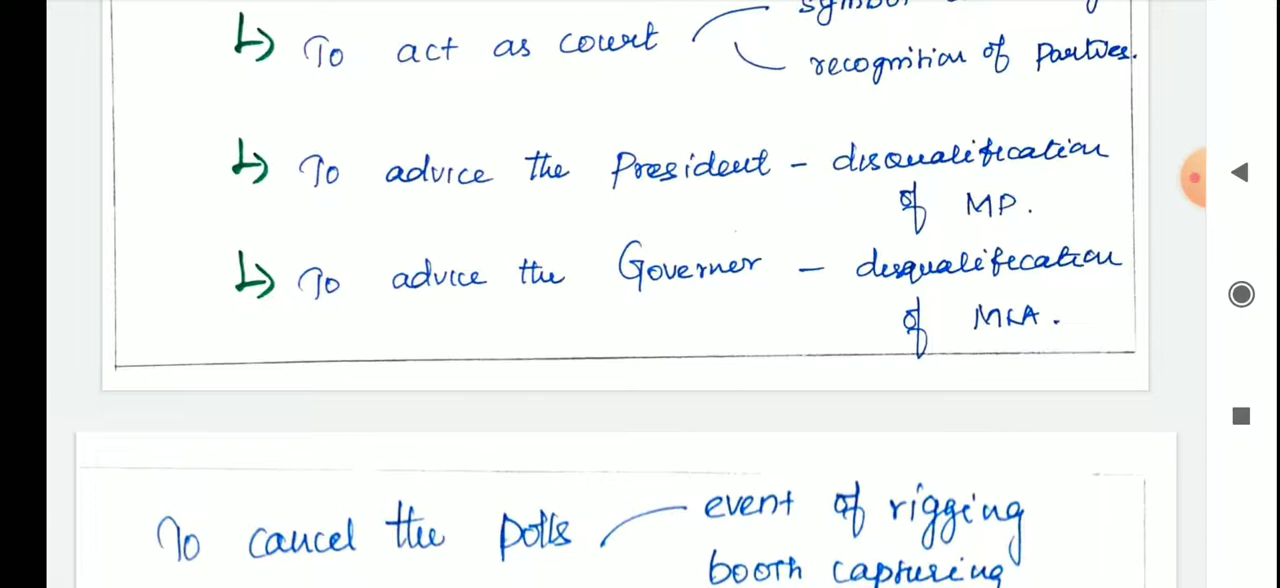 To act as court
recognition of Parties.
To advice the President - disqualification
of MP.
To advice the Governer - disqualification
of MLA.
To cancel the polls event of rigging
booth capturing